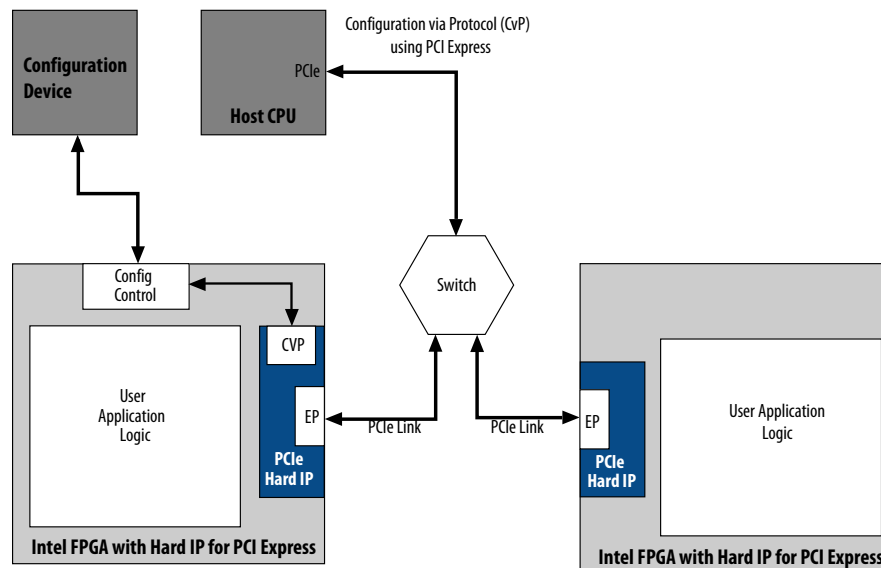 Configuration via Protocol (CvP)
using PCI Express
Configuration
Device
PCIe
Host CPU
Config
Control
Switch
CVP
User
Application
Logic
EP
PCIe Link
PCIe
Hard IP
Intel FPGA with Hard IP for PCI Express
PCIe Link
EP
User Application
Logic
PCIe
Hard IP
Intel FPGA with Hard IP for PCI Express